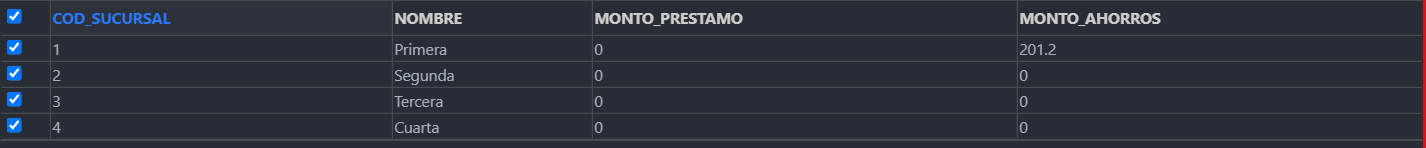 COD_SUCURSAL NOMBRE MONTO_PRESTAMO MONTO_AHORROS
1 Primera 0 201.2
2 Segunda 0 0
3 Tercera 0 0
4 Cuarta 0 0